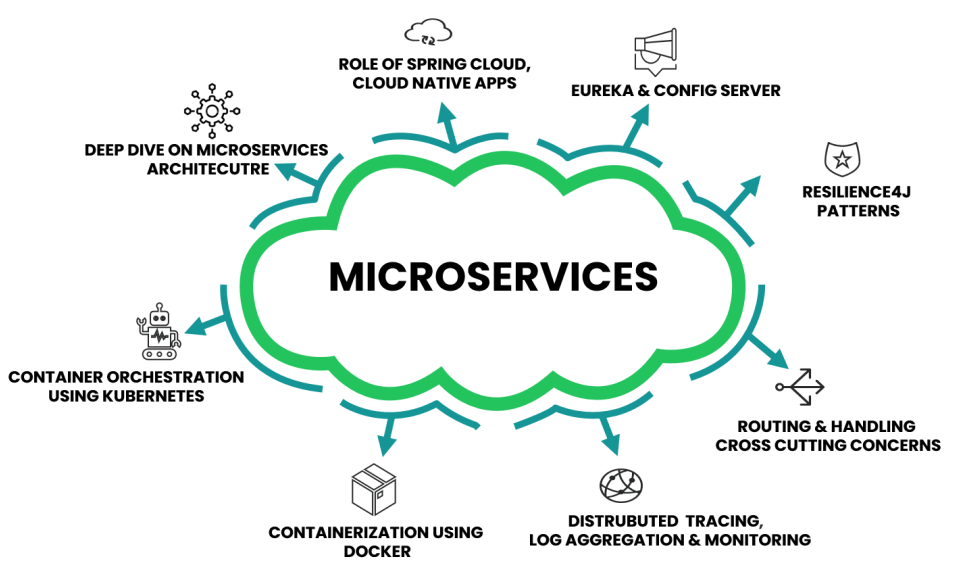 ROLE OF SPRING CLOUD,
CLOUD NATIVE APPS
EUREKA & CONFIG SERVER
DEEP DIVE ON MICROSERVICES
ARCHITECUTRE
RESILIENCE4J
PATTERNS
MICROSERVICES
CONTAINER ORCHESTRATION
USING KUBERNETES
ROUTING & HANDLING
CROSS CUTTING CONCERNS
CONTAINERIZATION USING
DOCKER
DISTRUBUTED TRACING,
LOG AGGREGATION & MONITORING